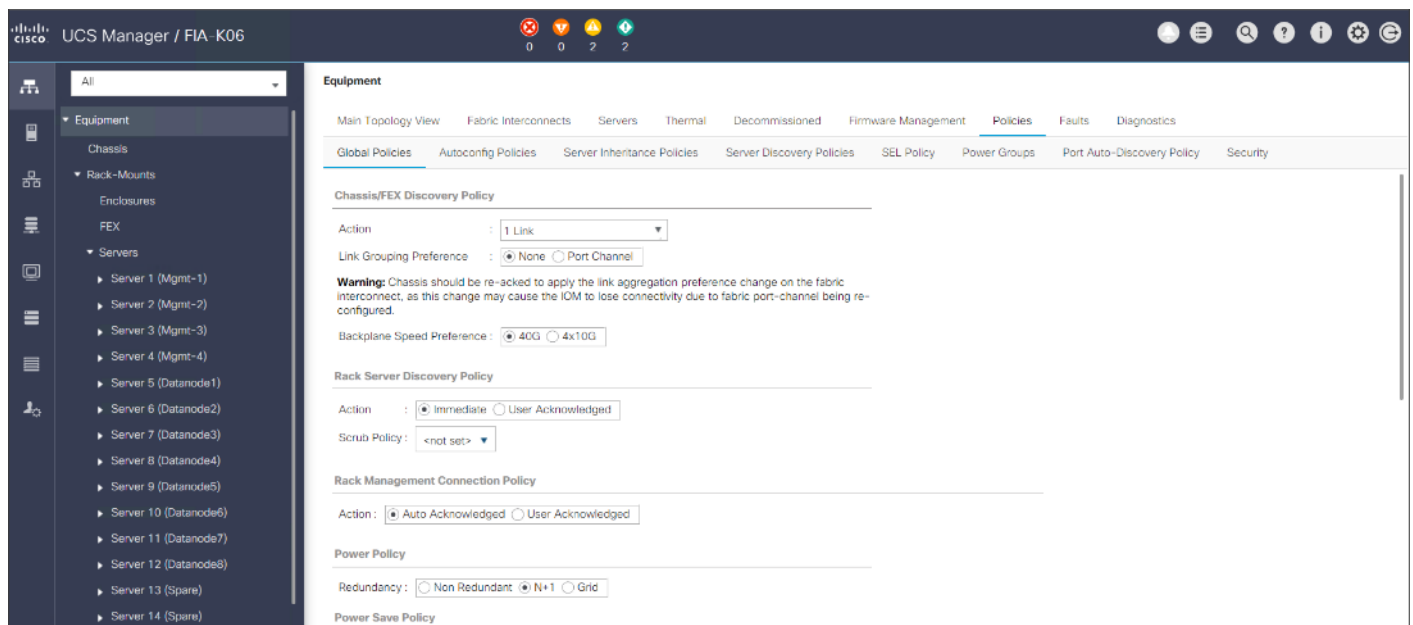 CISCO. UCS Manager / FIA-K06
0 0 2 2
All
Equipment
Chassis
Rack-Mounts
Enclosures
FEX
Servers
Server 1 (Mgmt-1)
Server 2 (Mgmt-2)
Server 3 (Mgmt-3)
Server 4 (Mgmt-4)
Server 5 (Datanode1)
Server 6 (Datanode2)
Server 7 (Datanode3)
Server 8 (Datanode4)
Server 9 (Datanode5)
Server 10 (Datanode6)
Server 11 (Datanode7)
Server 12 (Datanode8)
Server 13 (Spare)
Server 14 (Spare)
Equipment
Main Topology View Fabric Interconnects Servers Thermal Decommissioned Firmware Management Policies Faults Diagnostics
Global Policies Autoconfig Policies Server Inheritance Policies Server Discovery Policies SEL Policy Power Groups Port Auto-Discovery Policy Security
Chassis/FEX Discovery Policy
Action : 1 Link
Link Grouping Preference : None Port Channel
Warning: Chassis should be re-acked to apply the link aggregation preference change on the fabric
interconnect, as this change may cause the IOM to lose connectivity due to fabric port-channel being re-
configured.
Backplane Speed Preference : 40G 4x10G
Rack Server Discovery Policy
Action : Immediate User Acknowledged
Scrub Policy : <not set>
Rack Management Connection Policy
Action : Auto Acknowledged User Acknowledged
Power Policy
Redundancy : Non Redundant N+1 Grid
Power Save Policy